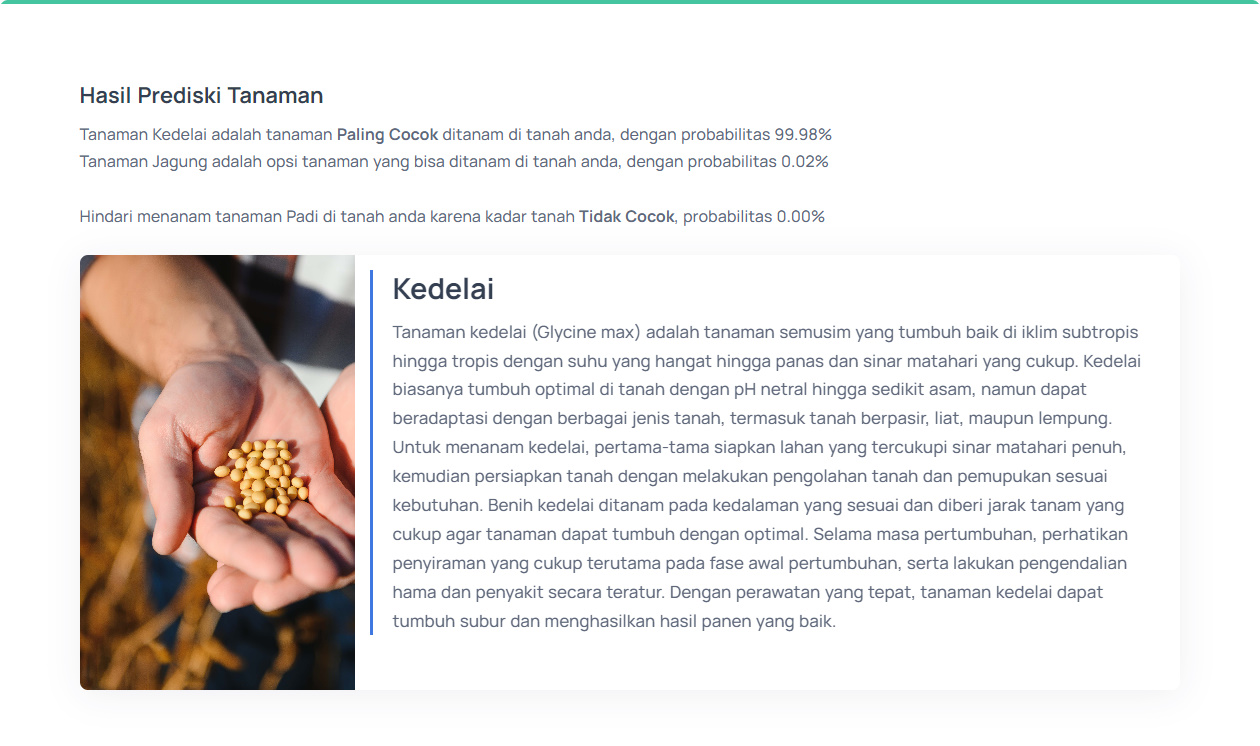 Hasil Prediski Tanaman
Tanaman Kedelai adalah tanaman Paling Cocok ditanam di tanah anda, dengan probabilitas 99.98%
Tanaman Jagung adalah opsi tanaman yang bisa ditanam di tanah anda, dengan probabilitas 0.02%
Hindari menanam tanaman Padi di tanah anda karena kadar tanah Tidak Cocok, probabilitas 0.00%
Kedelai
Tanaman kedelai (Glycine max) adalah tanaman semusim yang tumbuh baik di iklim subtropis
hingga tropis dengan suhu yang hangat hingga panas dan sinar matahari yang cukup. Kedelai
biasanya tumbuh optimal di tanah dengan pH netral hingga sedikit asam, namun dapat
beradaptasi dengan berbagai jenis tanah, termasuk tanah berpasir, liat, maupun lempung.
Untuk menanam kedelai, pertama-tama siapkan lahan yang tercukupi sinar matahari penuh,
kemudian persiapkan tanah dengan melakukan pengolahan tanah dan pemupukan sesuai
kebutuhan. Benih kedelai ditanam pada kedalaman yang sesuai dan diberi jarak tanam yang
cukup agar tanaman dapat tumbuh dengan optimal. Selama masa pertumbuhan, perhatikan
penyiraman yang cukup terutama pada fase awal pertumbuhan, serta lakukan pengendalian
hama dan penyakit secara teratur. Dengan perawatan yang tepat, tanaman kedelai dapat
tumbuh subur dan menghasilkan hasil panen yang baik.